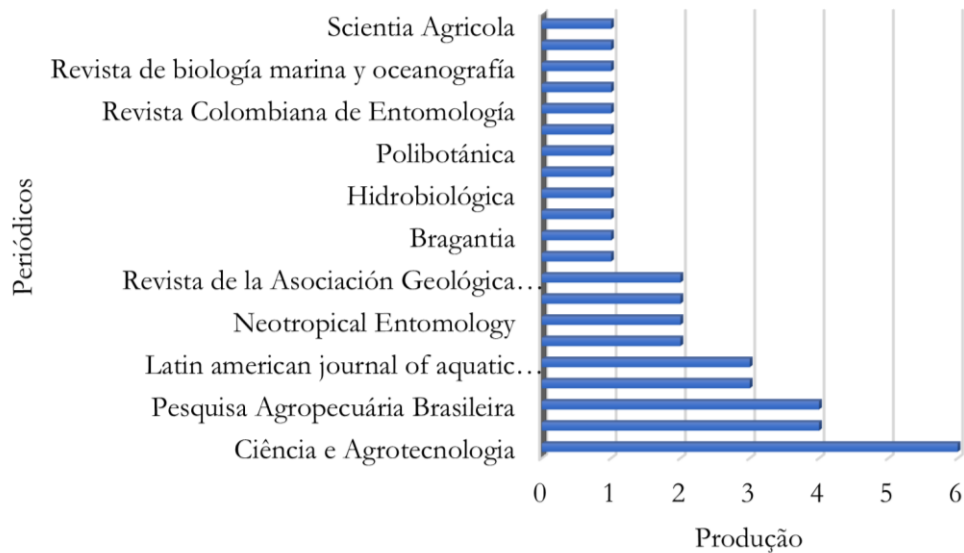 Periódicos
Scientia Agricola
Revista de biología marina y oceanografía
Revista Colombiana de Entomología
Polibotánica
Hidrobiológica
Bragantia
Revista de la Asociación Geológica…
Neotropical Entomology
Latin american journal of aquatic…
Pesquisa Agropecuária Brasileira
Ciência e Agrotecnologia
0 1 2 3 4 5 6
Produção